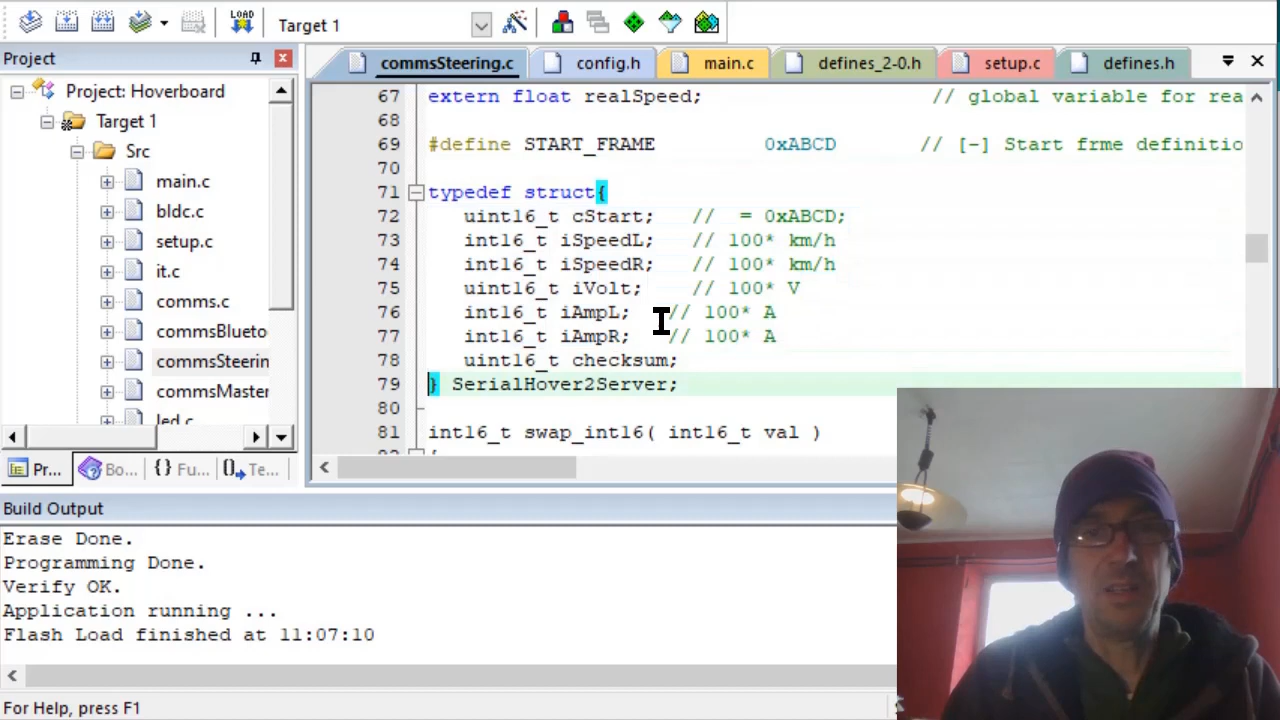 LOAD
Target 1
Project
commsSteering.c
config.h
main.c
defines_2-0.h
setup.c
defines.h
Project: Hoverboard
Target 1
Src
main.c
bldc.c
setup.c
it.c
comms.c
commsBlueto
commsSteerin
commsMaster
led.c
Pr...
Bo...
{} Fu...
Te...
67 extern float realSpeed; // global variable for rea
68
69 #define START_FRAME 0xABCD // [-] Start frme definitio
70
71 typedef struct{
72 uint16_t cStart; // = 0xABCD;
73 int16_t iSpeedL; // 100* km/h
74 int16_t iSpeedR; // 100* km/h
75 uint16_t iVolt; // 100* V
76 int16_t iAmpL; // 100* A
77 int16_t iAmpR; // 100* A
78 uint16_t checksum;
79 } SerialHover2Server;
80
81 int16_t swap_int16( int16_t val )
Build Output
Erase Done.
Programming Done.
Verify OK.
Application running ...
Flash Load finished at 11:07:10
For Help, press F1